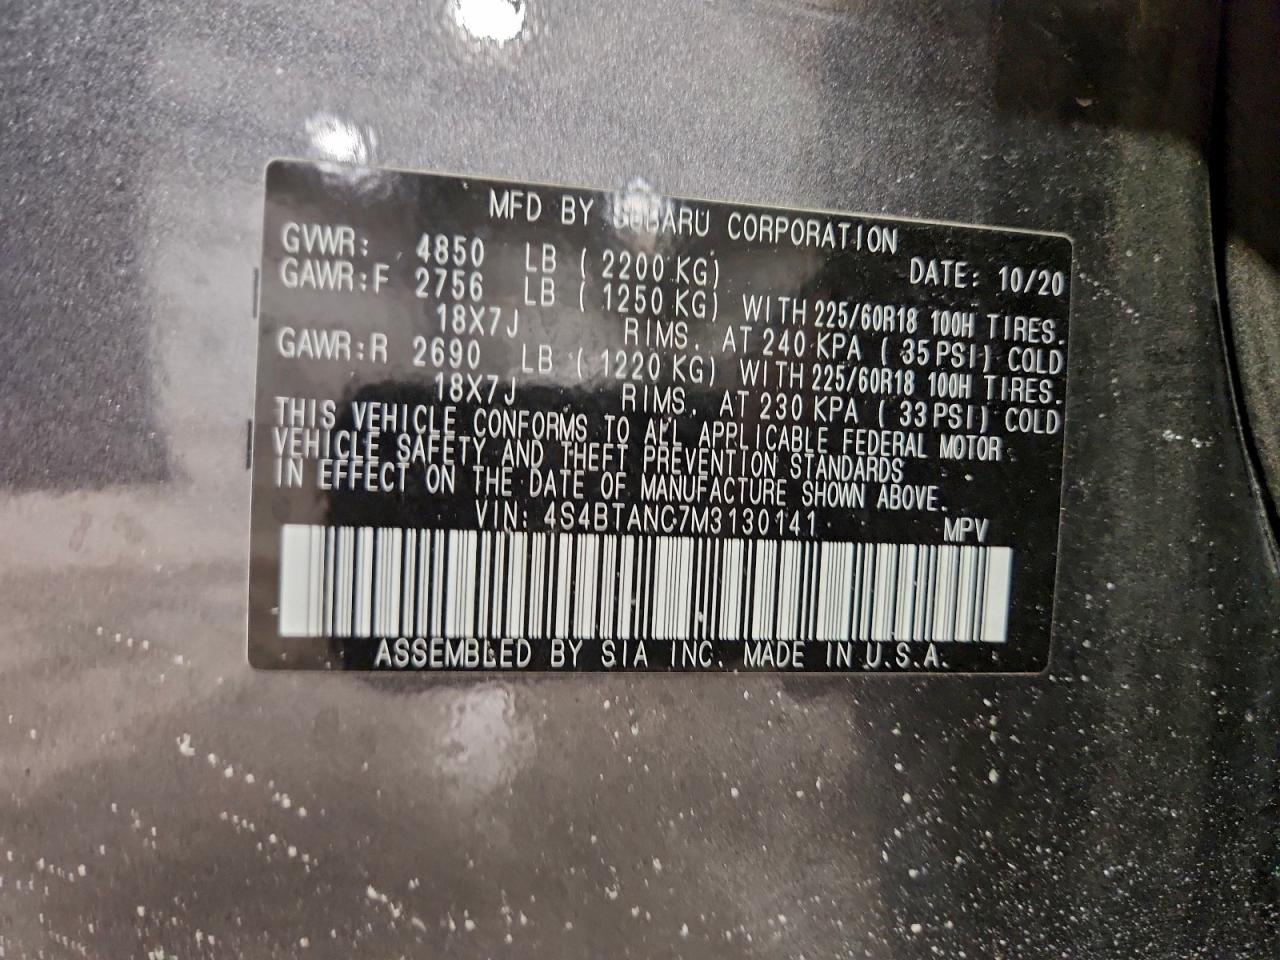 MFD BY SUBARU CORPORATION
DATE: 10/20
GVWR: 4850 LB ( 2200 KG)
GAWR:F 2756 LB ( 1250 KG) WITH 225/60R18 100H TIRES.
18X7J RIMS. AT 240 KPA ( 35 PSI) COLD
GAWR:R 2690 LB ( 1220 KG) WITH 225/60R18 100H TIRES.
18X7J RIMS. AT 230 KPA ( 33 PSI) COLD
THIS VEHICLE CONFORMS TO ALL APPLICABLE FEDERAL MOTOR
VEHICLE SAFETY AND THEFT PREVENTION STANDARDS
IN EFFECT ON THE DATE OF MANUFACTURE SHOWN ABOVE.
VIN: 4S4BTANC7M3130141 MPV
ASSEMBLED BY SIA INC. MADE IN U.S.A.